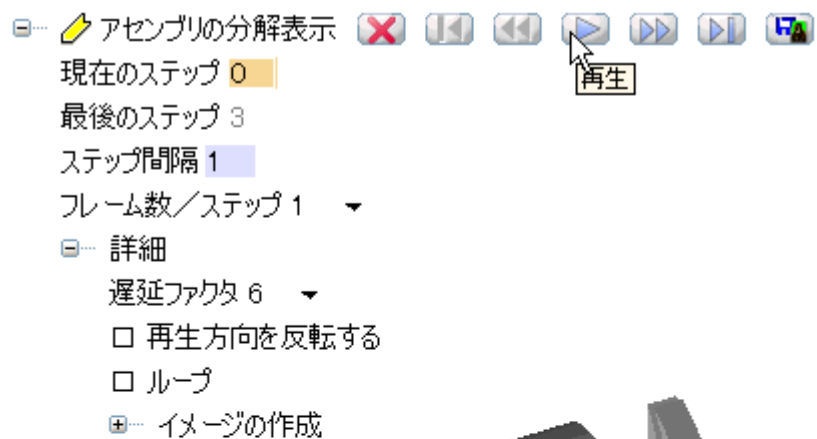 アセンブリの分解表示
現在のステップ 0
再生
最後のステップ 3
ステップ間隔 1
フレーム数／ステップ 1
詳細
遅延ファクタ 6
再生方向を反転する
ループ
イメージの作成